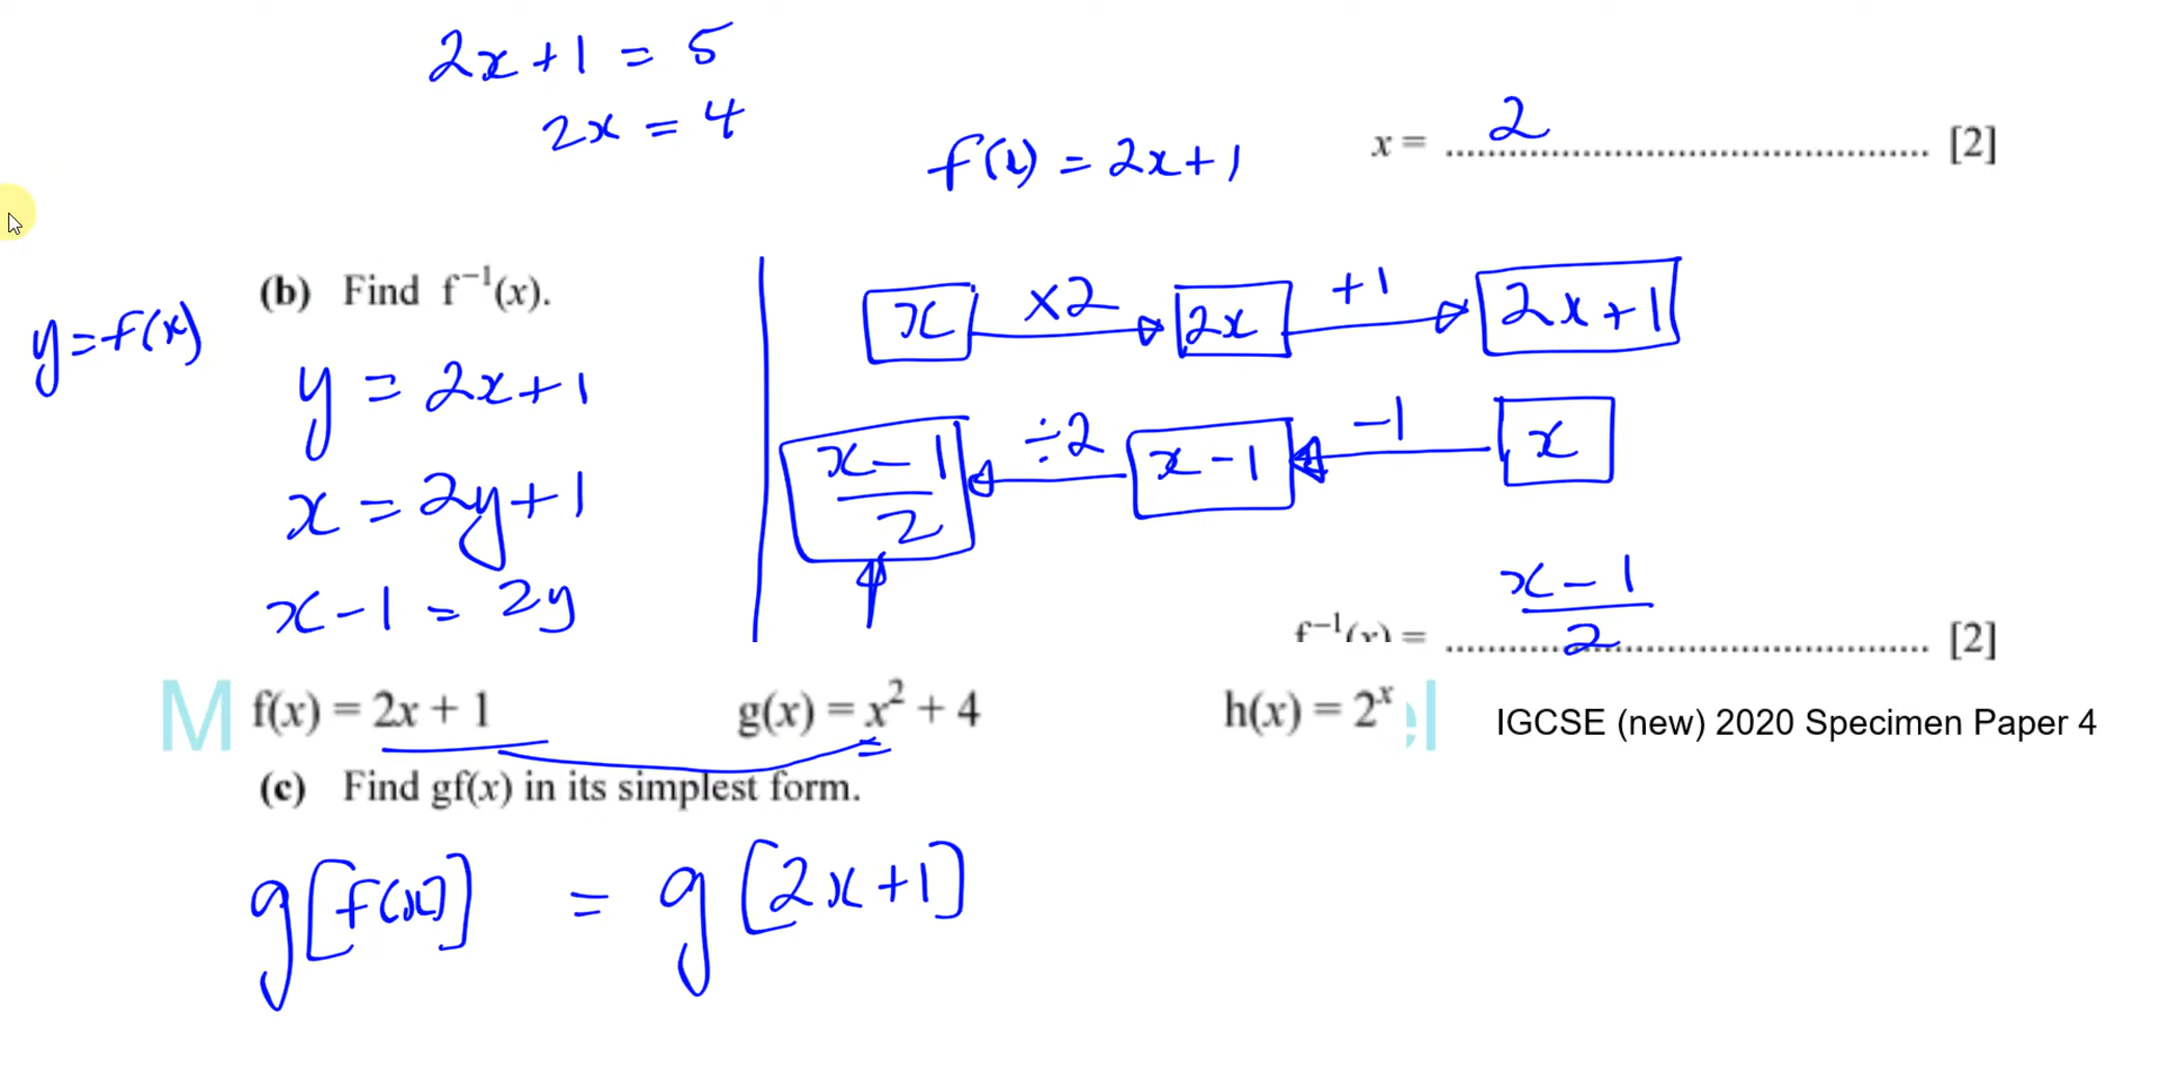 2x + 1 = 5
2x = 4
x = 2 [2]
f(x) = 2x + 1
(b) Find f⁻¹(x).
y = f(x)
y = 2x + 1
x = 2y + 1
x - 1 = 2y
x ×2 2x +1 2x + 1
x - 1 / 2 ÷2 x - 1 -1 x
f⁻¹(x) = x - 1 / 2 [2]
M f(x) = 2x + 1 g(x) = x² + 4 h(x) = 2ˣ IGCSE (new) 2020 Specimen Paper 4
(c) Find gf(x) in its simplest form.
g[f(x)] = g[2x + 1]